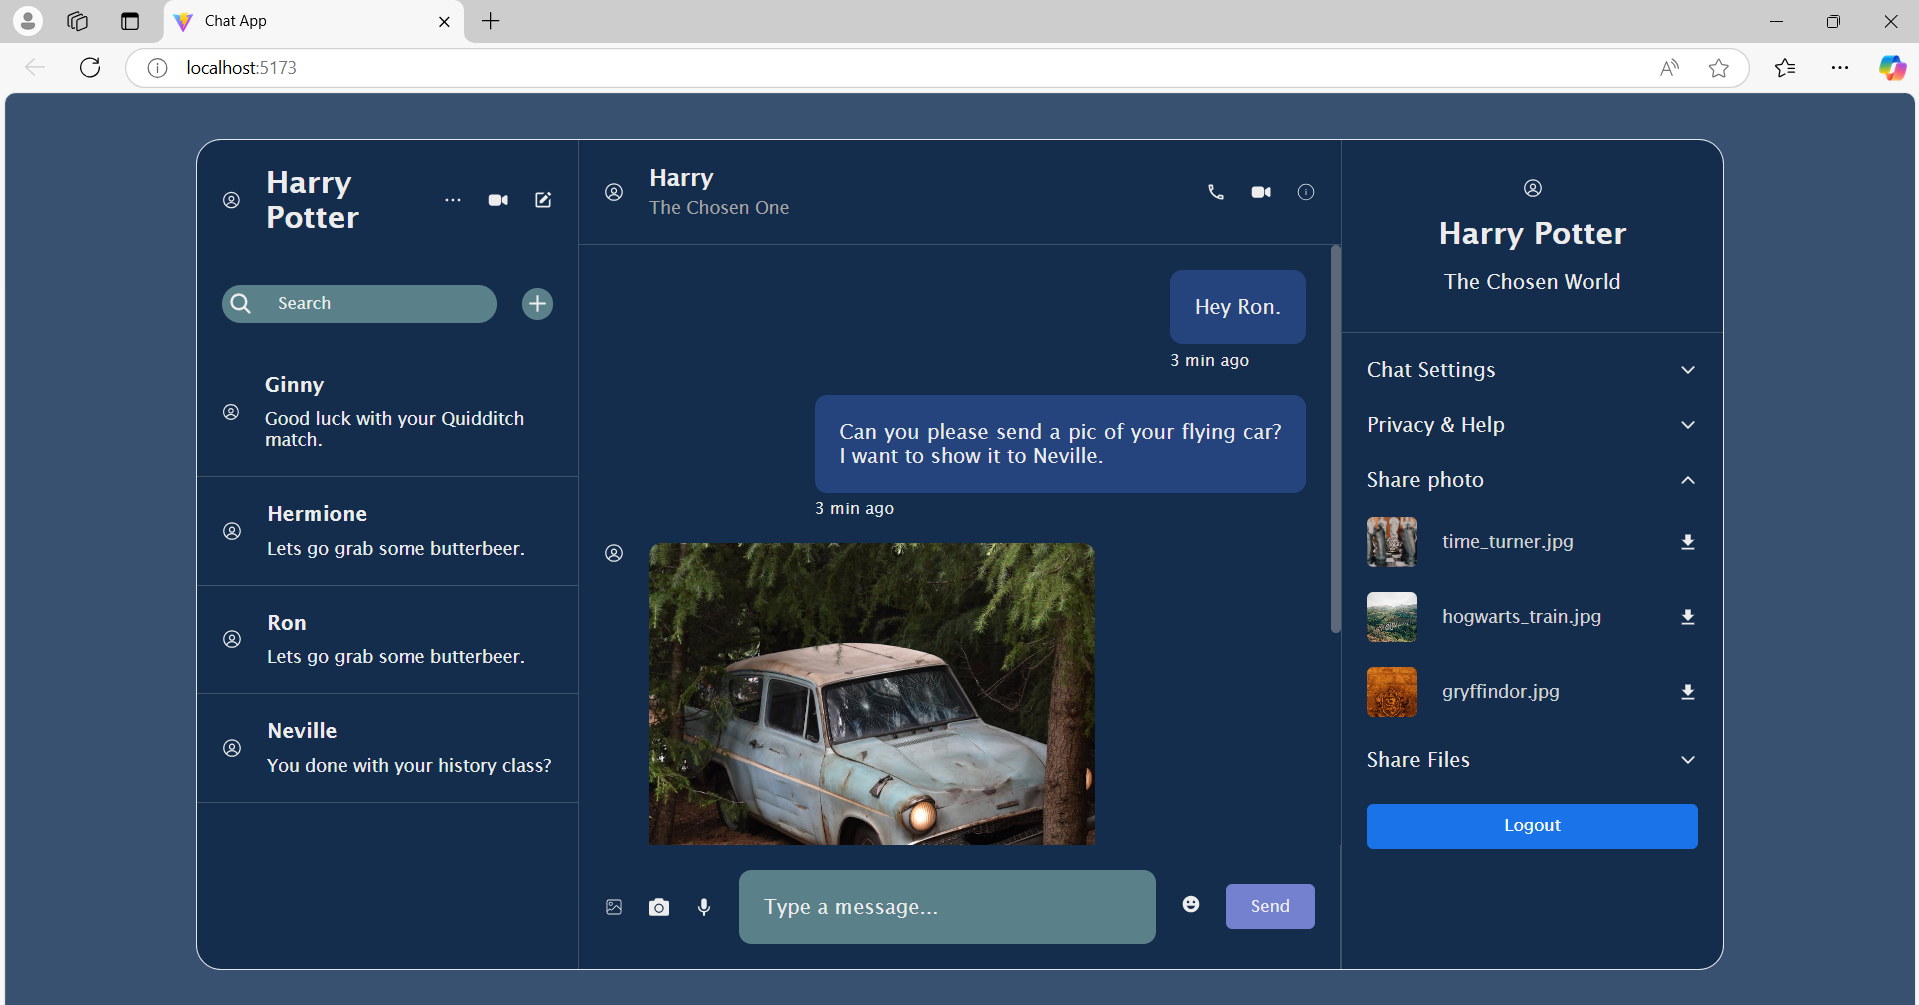 Chat App
localhost:5173
Harry
Potter
Search
Ginny
Good luck with your Quidditch
match.
Hermione
Lets go grab some butterbeer.
Ron
Lets go grab some butterbeer.
Neville
You done with your history class?
Harry
The Chosen One
Hey Ron.
3 min ago
Can you please send a pic of your flying car?
I want to show it to Neville.
3 min ago
Type a message...
Send
Harry Potter
The Chosen World
Chat Settings
Privacy & Help
Share photo
time_turner.jpg
hogwarts_train.jpg
gryffindor.jpg
Share Files
Logout